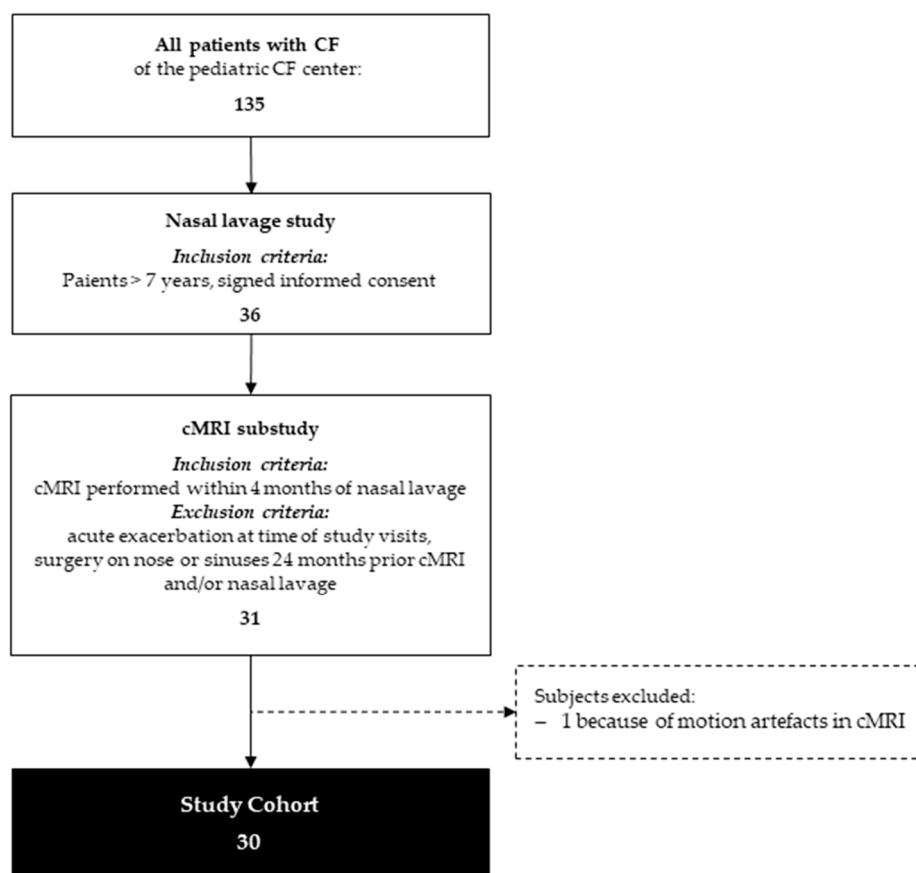 All patients with CF
of the pediatric CF center:
135
Nasal lavage study
Inclusion criteria:
Paients > 7 years, signed informed consent
36
cMRI substudy
Inclusion criteria:
cMRI performed within 4 months of nasal lavage
Exclusion criteria:
acute exacerbation at time of study visits,
surgery on nose or sinuses 24 months prior cMRI
and/or nasal lavage
31
Subjects excluded:
– 1 because of motion artefacts in cMRI
Study Cohort
30